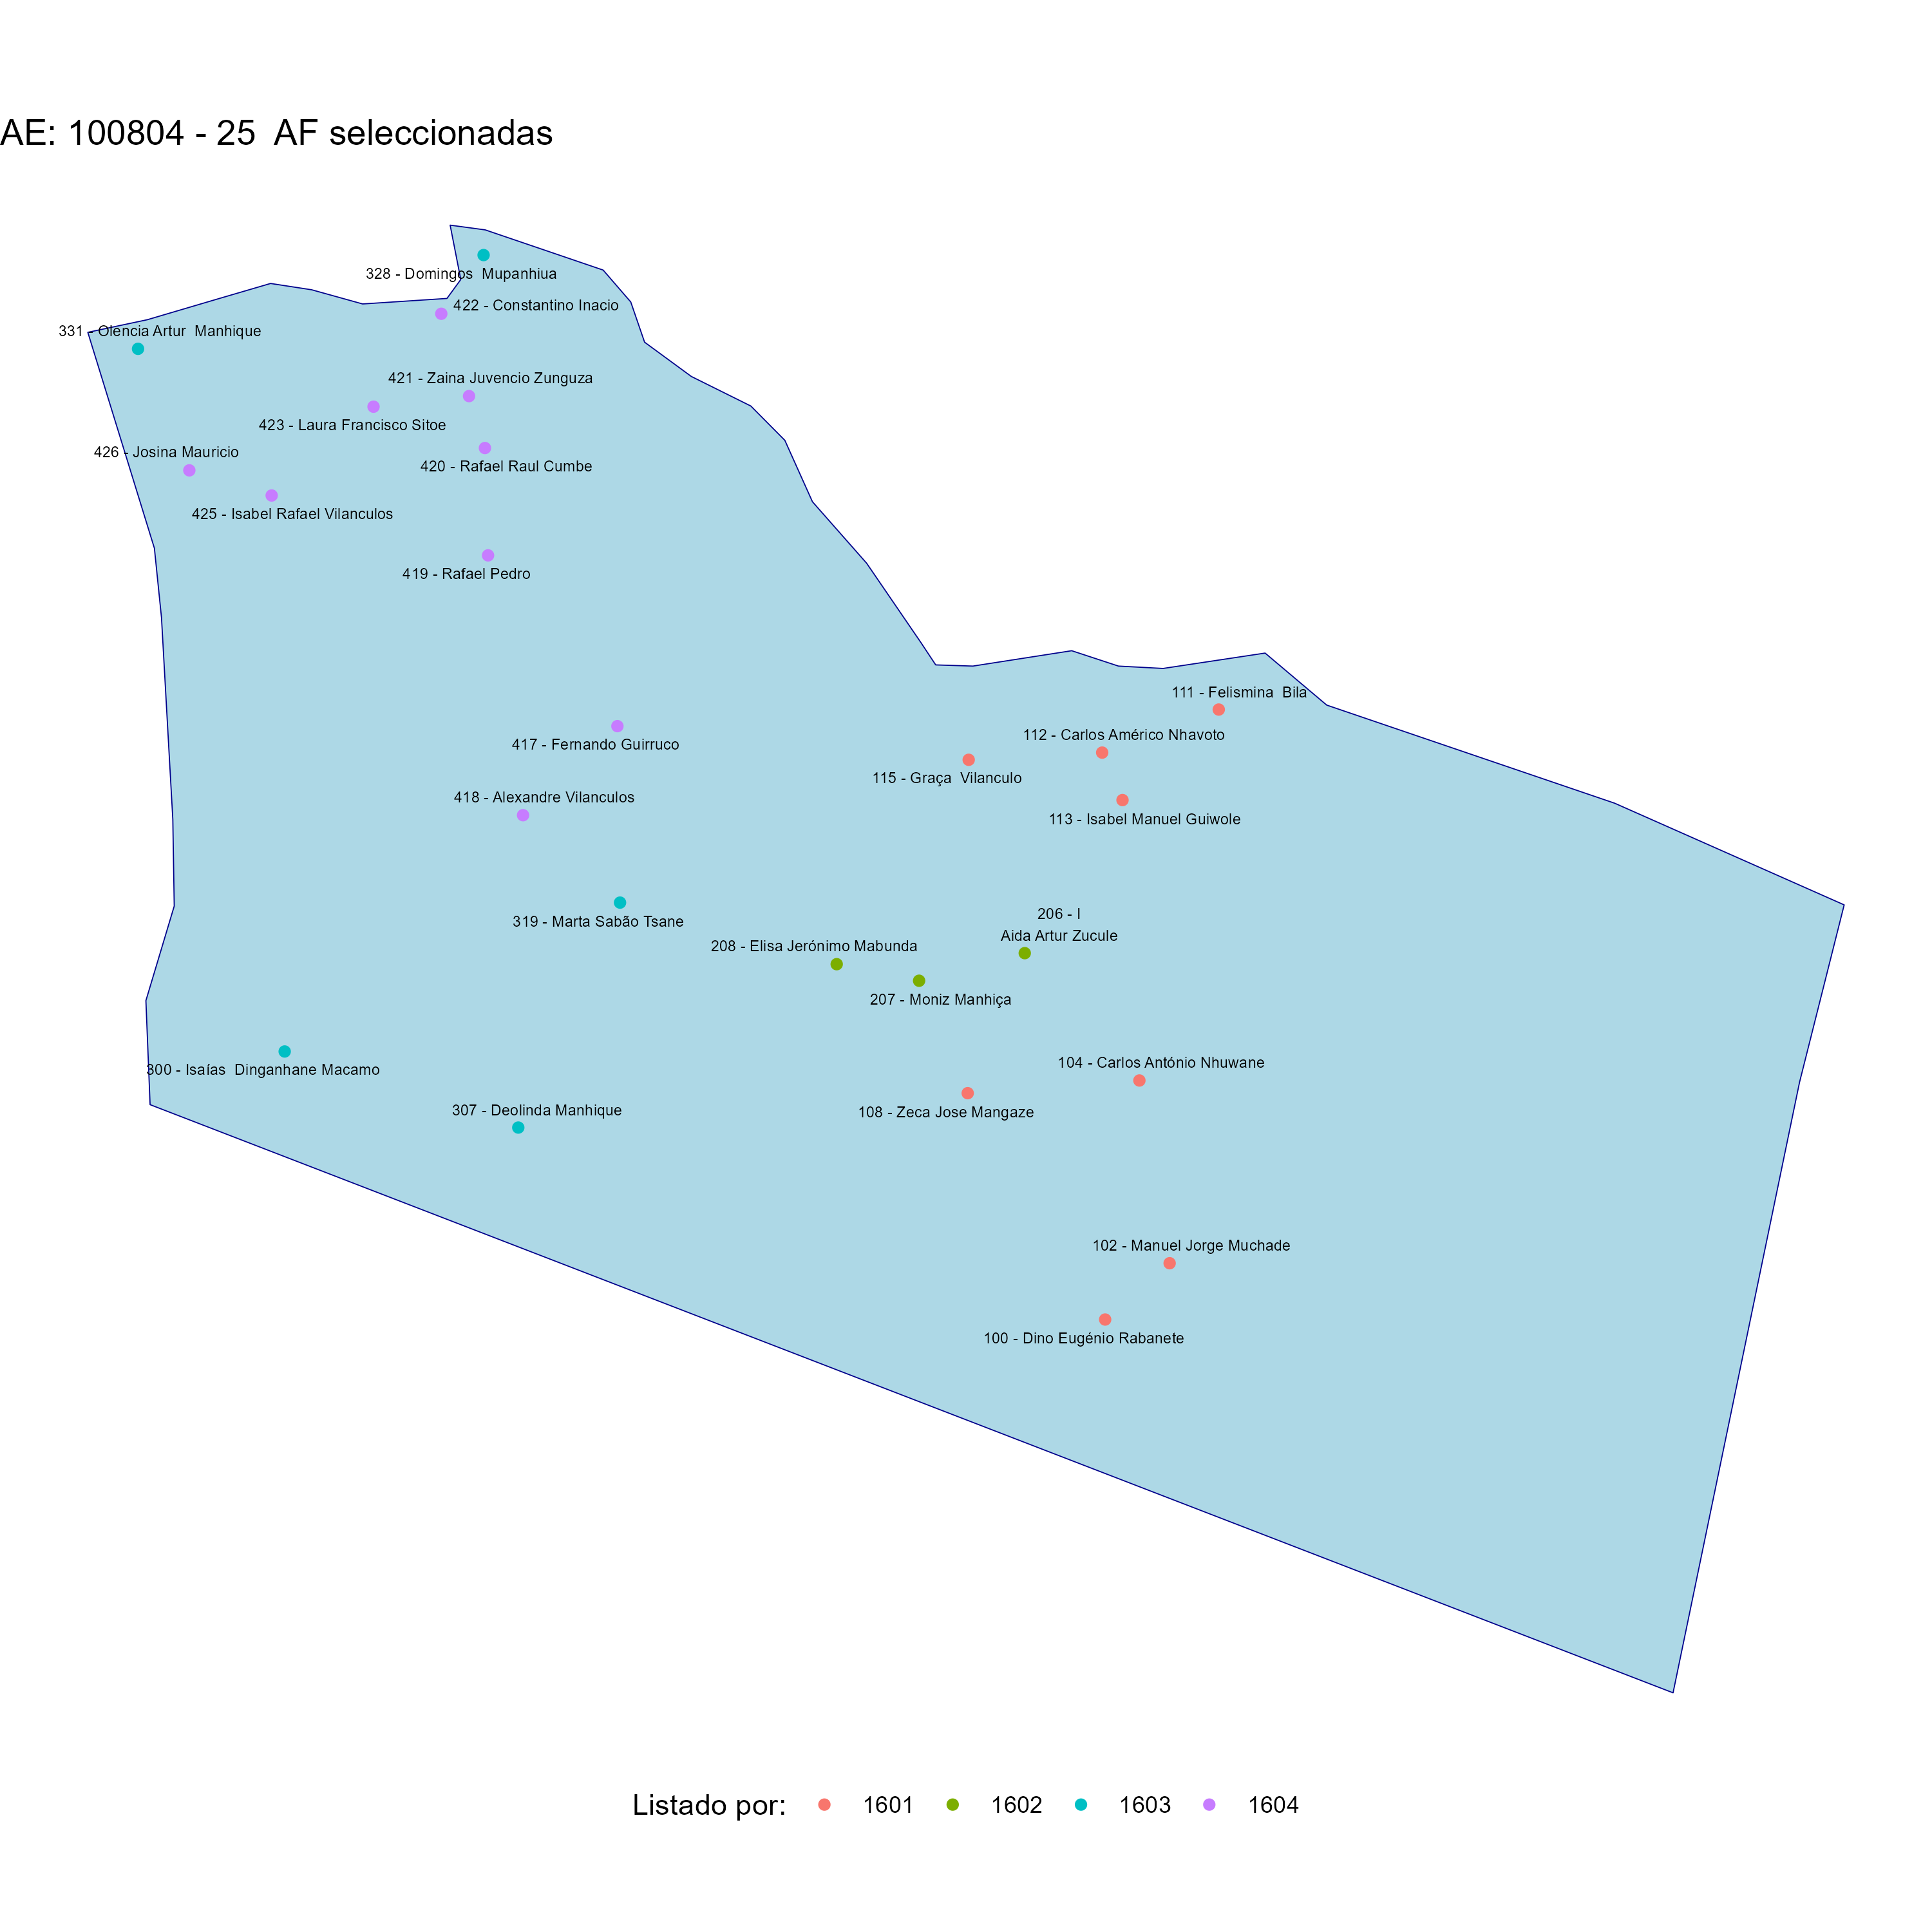 AE: 100804 - 25  AF seleccionadas
328 - Domingos  Mupanhiua
422 - Constantino Inacio
331 - Olencia Artur  Manhique
421 - Zaina Juvencio Zunguza
423 - Laura Francisco Sitoe
426 - Josina Mauricio
420 - Rafael Raul Cumbe
425 - Isabel Rafael Vilanculos
419 - Rafael Pedro
111 - Felismina  Bila
112 - Carlos Américo Nhavoto
417 - Fernando Guirruco
115 - Graça  Vilanculo
418 - Alexandre Vilanculos
113 - Isabel Manuel Guiwole
206 - I
Aida Artur Zucule
319 - Marta Sabão Tsane
208 - Elisa Jerónimo Mabunda
207 - Moniz Manhiça
104 - Carlos António Nhuwane
300 - Isaías  Dinganhane Macamo
307 - Deolinda Manhique
108 - Zeca Jose Mangaze
102 - Manuel Jorge Muchade
100 - Dino Eugénio Rabanete
Listado por: 1601 1602 1603 1604